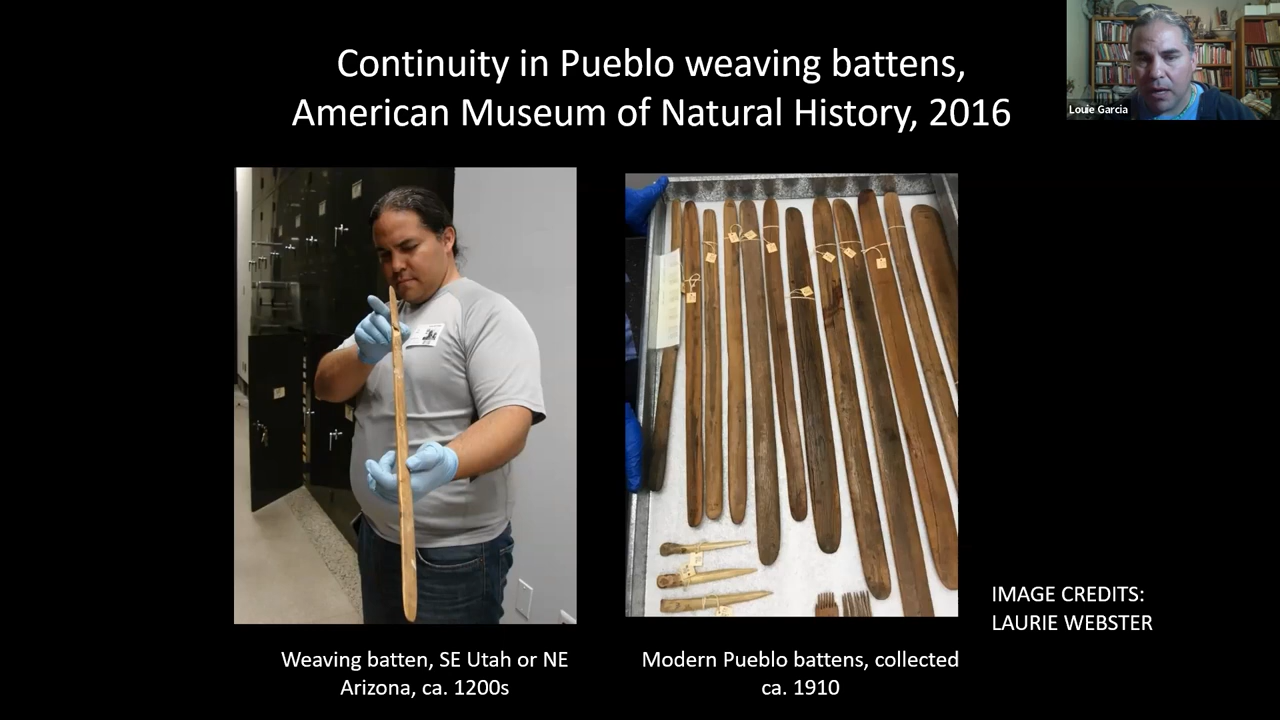 Continuity in Pueblo weaving battens,
American Museum of Natural History, 2016
Louie Garcia
IMAGE CREDITS:
LAURIE WEBSTER
Weaving batten, SE Utah or NE
Arizona, ca. 1200s
Modern Pueblo battens, collected
ca. 1910